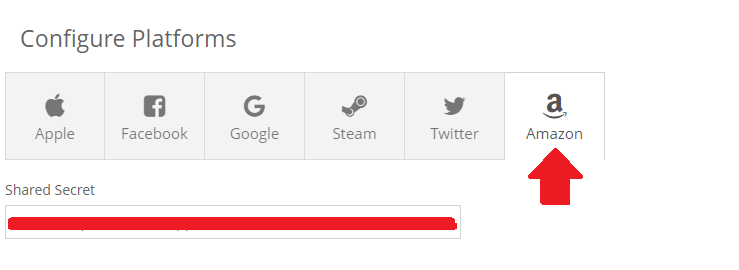 Configure Platforms
Apple Facebook Google Steam Twitter Amazon
Shared Secret